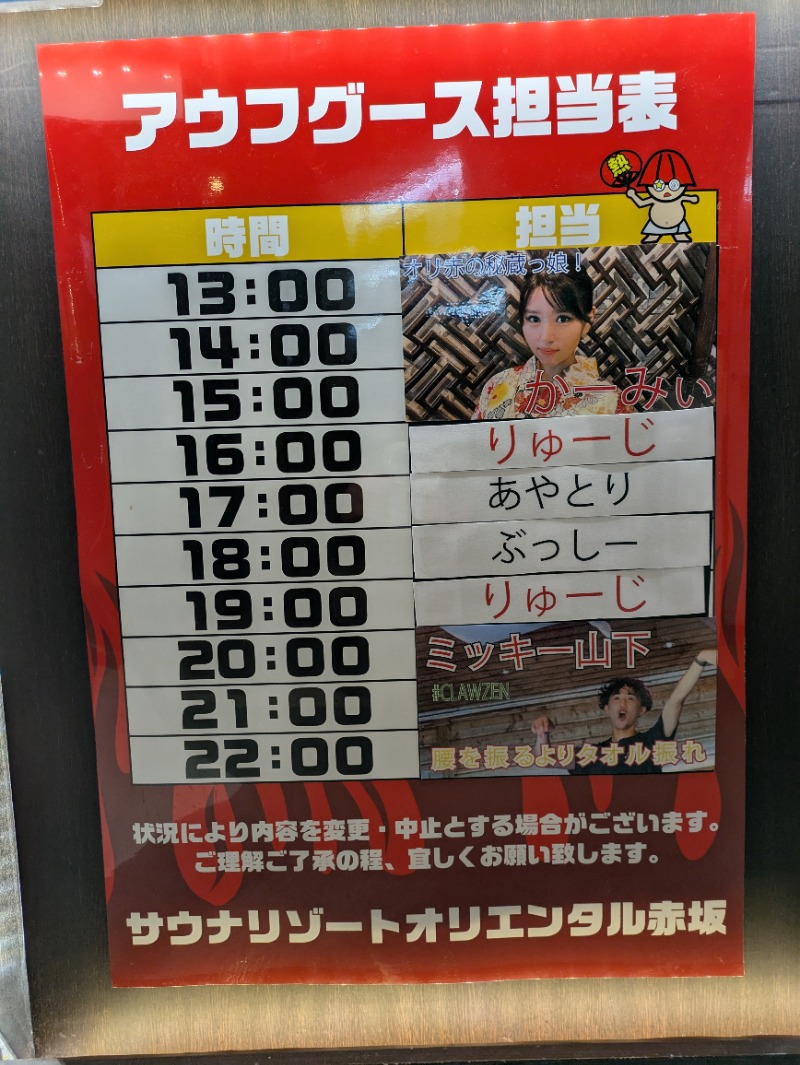 アウフグース担当表
熱
時間 担当
13:00 オリ赤の秘蔵っ娘!
14:00
15:00 かーみぃ
16:00 りゅーじ
17:00 あやとり
18:00 ぶっしー
19:00 りゅーじ
20:00 ミッキー山下
21:00 #CLAWZEN
22:00 腰を振るよりタオル振れ
状況により内容を変更・中止とする場合がございます。
ご理解ご了承の程、宜しくお願い致します。
サウナリゾートオリエンタル赤坂